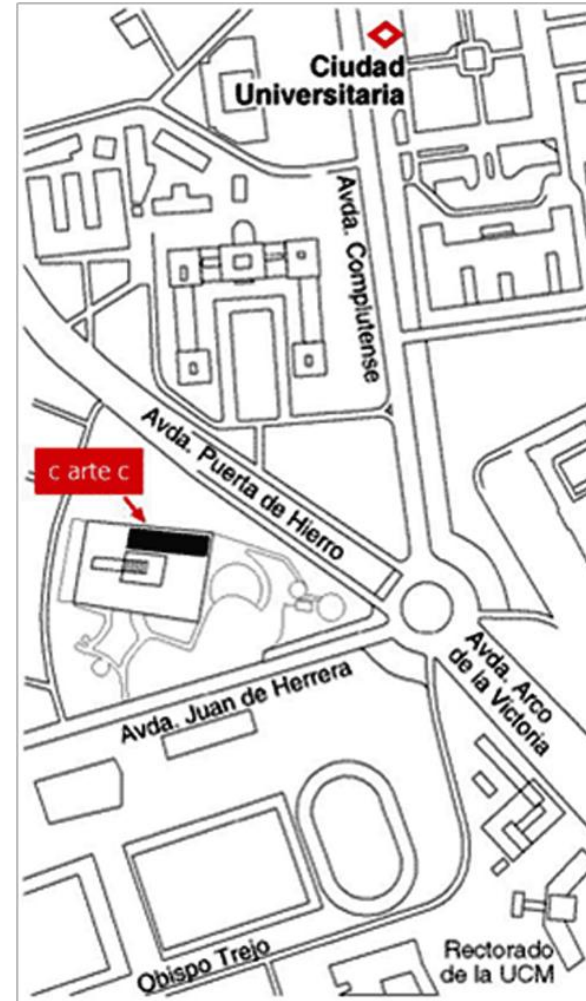 Ciudad
Universitaria
Avda. Complutense
Avda. Puerta de Hierro
c arte c
Avda. Arco
de la Victoria
Avda. Juan de Herrera
Obispo Trejo
Rectorado
de la UCM